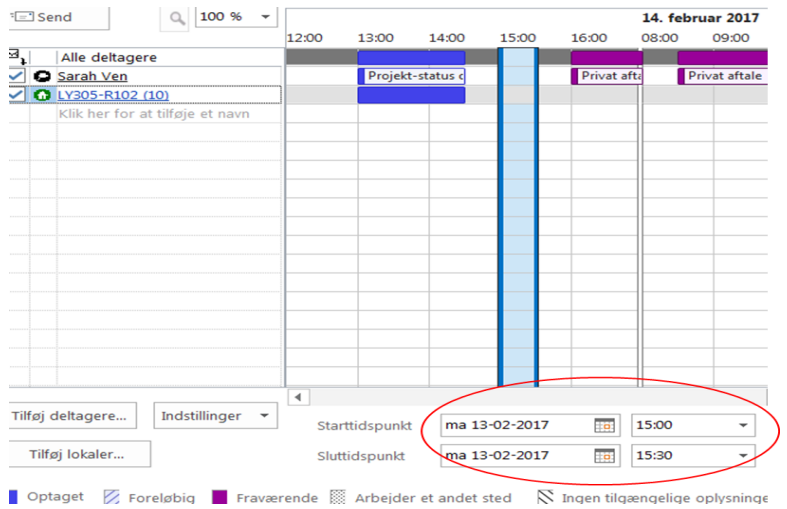 Send
100 %
14. februar 2017
12:00 13:00 14:00 15:00 16:00 08:00 09:00
Alle deltagere
Sarah Ven Projekt-status Privat afta Privat aftale
LY305-R102 (10)
Klik her for at tilføje et navn
Tilføj deltagere... Indstillinger
Starttidspunkt ma 13-02-2017 15:00
Tilføj lokaler...
Sluttidspunkt ma 13-02-2017 15:30
Optaget Foreløbig Fraværende Arbejder et andet sted Ingen tilgængelige oplysninge